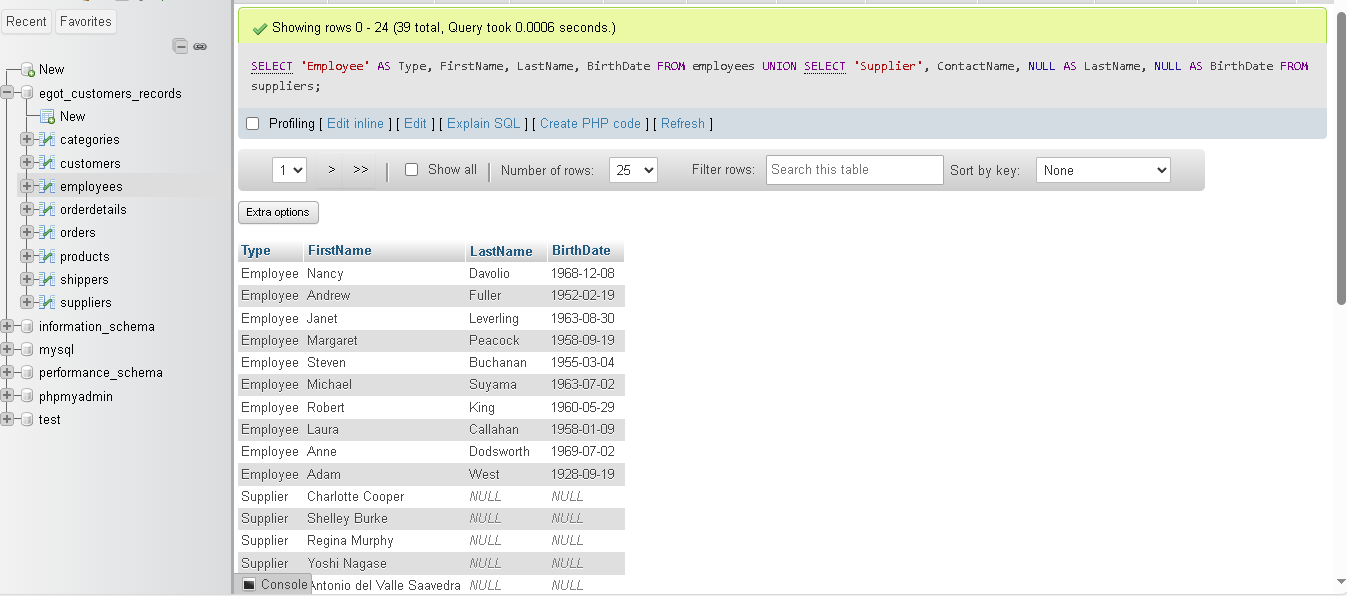 Recent Favorites
New
egot_customers_records
New
categories
customers
employees
orderdetails
orders
products
shippers
suppliers
information_schema
mysql
performance_schema
phpmyadmin
test
Showing rows 0 - 24 (39 total, Query took 0.0006 seconds.)
SELECT 'Employee' AS Type, FirstName, LastName, BirthDate FROM employees UNION SELECT 'Supplier', ContactName, NULL AS LastName, NULL AS BirthDate FROM
suppliers;
Profiling [ Edit inline ] [ Edit ] [ Explain SQL ] [ Create PHP code ] [ Refresh ]
1 > >> | Show all | Number of rows: 25 Filter rows: Search this table Sort by key: None
Extra options
Type FirstName LastName BirthDate
Employee Nancy Davolio 1968-12-08
Employee Andrew Fuller 1952-02-19
Employee Janet Leverling 1963-08-30
Employee Margaret Peacock 1958-09-19
Employee Steven Buchanan 1955-03-04
Employee Michael Suyama 1963-07-02
Employee Robert King 1960-05-29
Employee Laura Callahan 1958-01-09
Employee Anne Dodsworth 1969-07-02
Employee Adam West 1928-09-19
Supplier Charlotte Cooper NULL NULL
Supplier Shelley Burke NULL NULL
Supplier Regina Murphy NULL NULL
Supplier Yoshi Nagase NULL NULL
Console Antonio del Valle Saavedra NULL NULL